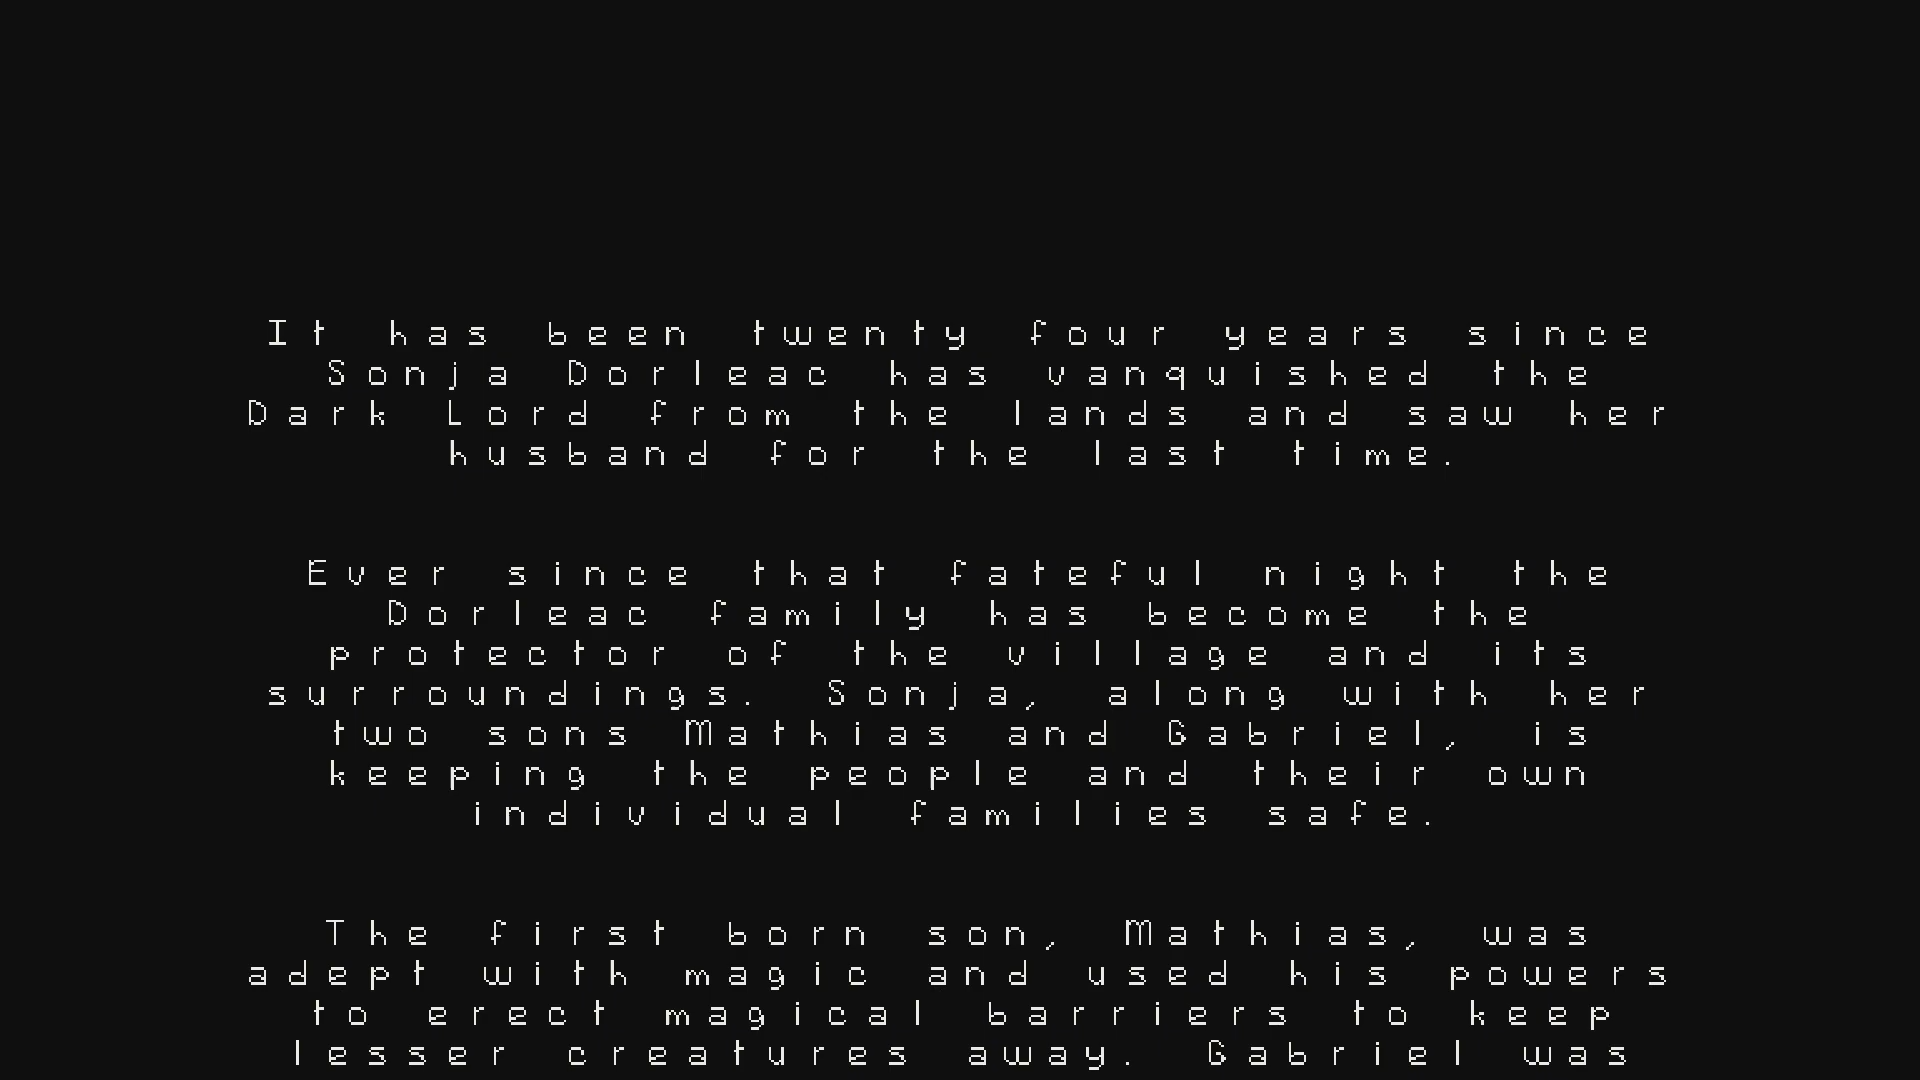 It has been twenty four years since
Sonja Dorleac has vanquished the
Dark Lord from the lands and saw her
husband for the last time.
Ever since that fateful night the
Dorleac family has become the
protector of the village and its
surroundings. Sonja, along with her
two sons Mathias and Gabriel, is
keeping the people and their own
individual families safe.
The first born son, Mathias, was
adept with magic and used his powers
to erect magical barriers to keep
lesser creatures away. Gabriel was